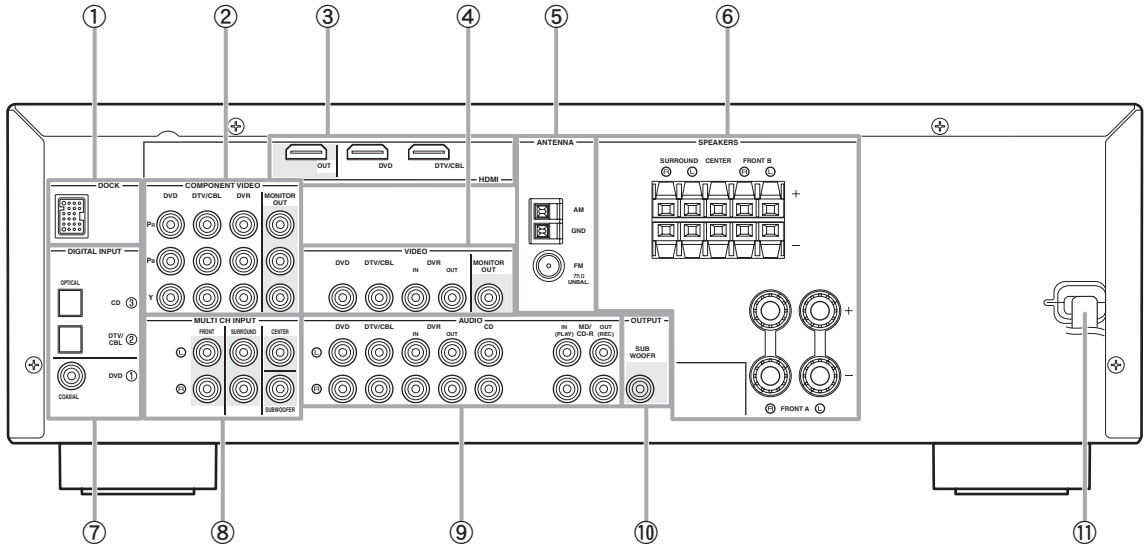 ① ② ③ ④ ⑤ ⑥
DOCK
COMPONENT VIDEO
DVD DTV/CBL DVR MONITOR OUT
PR
PB
Y
OUT DVD DTV/CBL
HDMI
ANTENNA
AM
GND
FM
75Ω
UNBAL.
SPEAKERS
SURROUND CENTER FRONT B
R L R L
+
−
+
−
R FRONT A L
DIGITAL INPUT
OPTICAL
CD ③
DTV/
CBL ②
DVD ①
COAXIAL
VIDEO
DVD DTV/CBL DVR MONITOR OUT
IN OUT
MULTI CH INPUT
FRONT SURROUND CENTER
L
R
SUBWOOFER
AUDIO
DVD DTV/CBL DVR CD
IN OUT
IN MD/ OUT
(PLAY) CD-R (REC)
L
R
OUTPUT
SUB
WOOFR
⑦ ⑧ ⑨ ⑩ ⑪